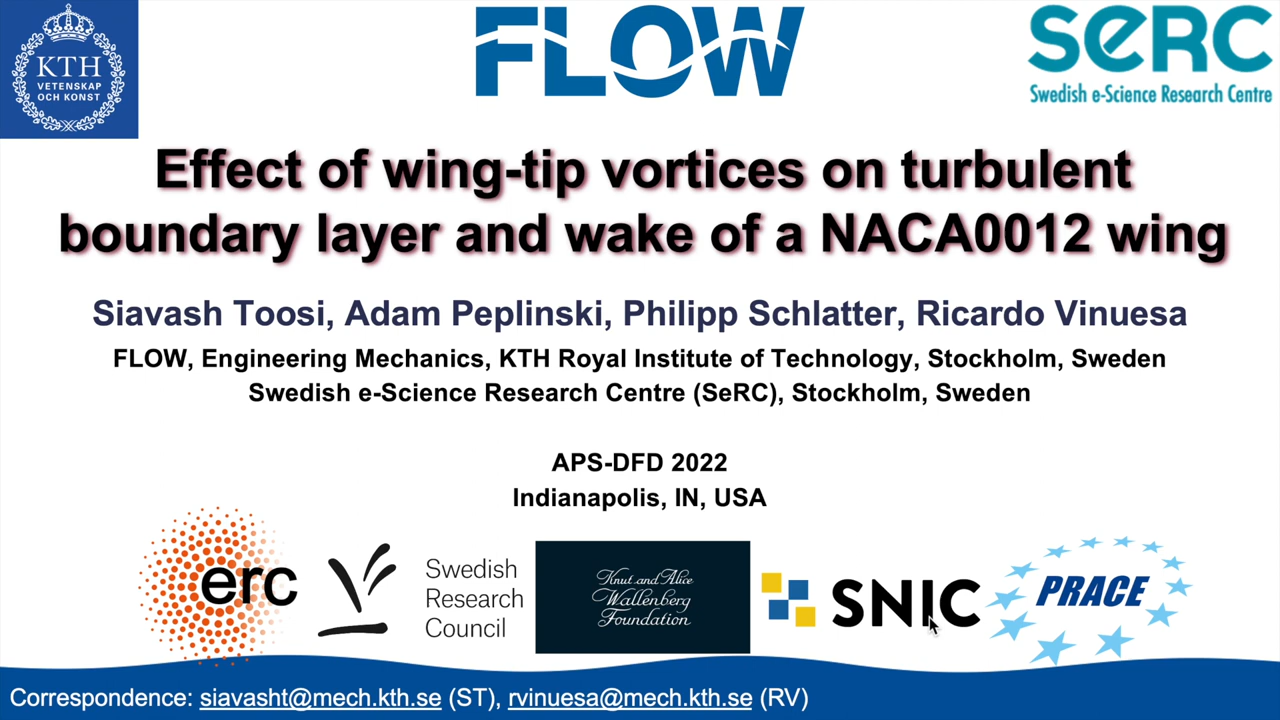 KTH
VETENSKAP
OCH KONST
FLOW
SeRC
Swedish e-Science Research Centre
Effect of wing-tip vortices on turbulent
boundary layer and wake of a NACA0012 wing
Siavash Toosi, Adam Peplinski, Philipp Schlatter, Ricardo Vinuesa
FLOW, Engineering Mechanics, KTH Royal Institute of Technology, Stockholm, Sweden
Swedish e-Science Research Centre (SeRC), Stockholm, Sweden
APS-DFD 2022
Indianapolis, IN, USA
erc
Swedish
Research
Council
Knut and Alice
Wallenberg
Foundation
SNIC
PRACE
Correspondence: siavasht@mech.kth.se (ST), rvinuesa@mech.kth.se (RV)